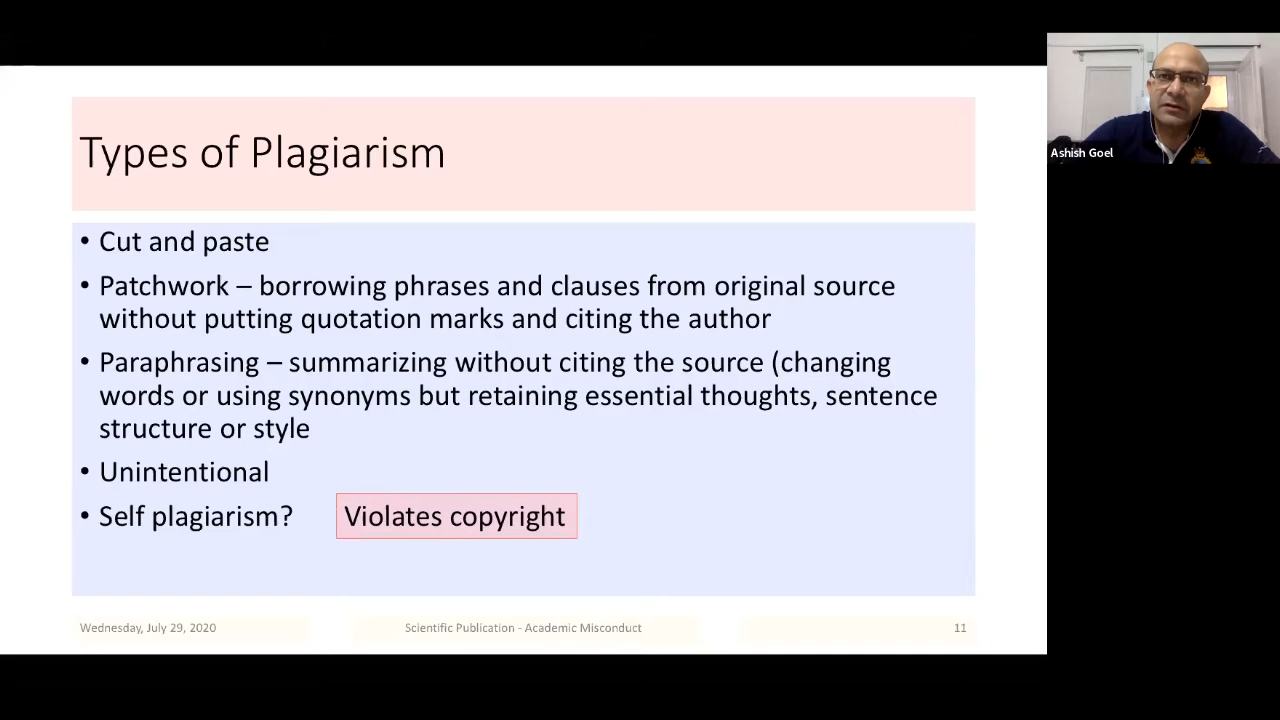 Types of Plagiarism
• Cut and paste
• Patchwork – borrowing phrases and clauses from original source
without putting quotation marks and citing the author
• Paraphrasing – summarizing without citing the source (changing
words or using synonyms but retaining essential thoughts, sentence
structure or style
• Unintentional
• Self plagiarism? Violates copyright
Wednesday, July 29, 2020 Scientific Publication - Academic Misconduct 11
Ashish Goel